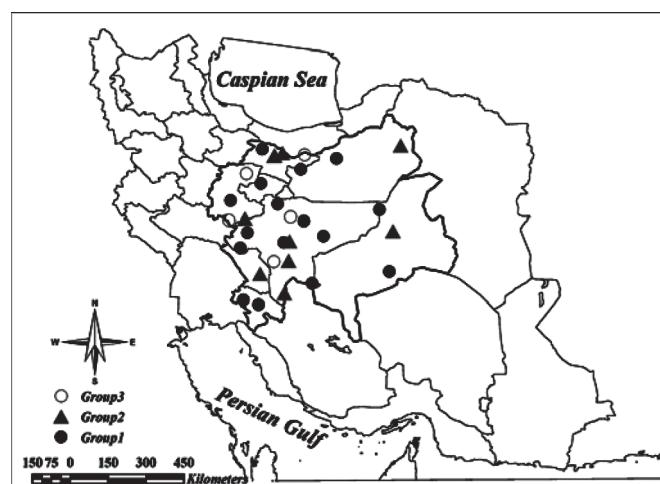 Caspian Sea
N
W E
S
Group3
Group2
Group1
Persian Gulf
150 75 0 150 300 450
Kilometers